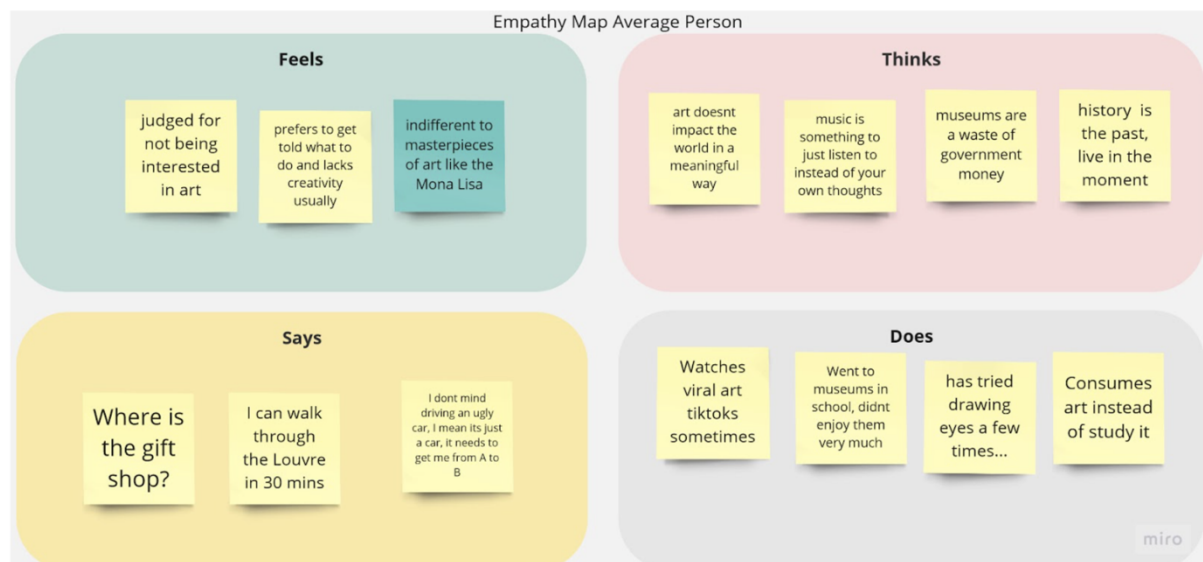 Empathy Map Average Person
Feels
judged for
not being
interested
in art
prefers to get
told what to
do and lacks
creativity
usually
indifferent to
masterpieces
of art like the
Mona Lisa
Thinks
art doesnt
impact the
world in a
meaningful
way
music is
something to
just listen to
instead of your
own thoughts
museums are
a waste of
government
money
history is
the past,
live in the
moment
Says
Where is
the gift
shop?
I can walk
through
the Louvre
in 30 mins
I dont mind
driving an ugly
car, I mean its just
a car, it needs to
get me from A to
B
Does
Watches
viral art
tiktoks
sometimes
Went to
museums in
school, didnt
enjoy them
very much
has tried
drawing
eyes a few
times...
Consumes
art instead
of study it
miro